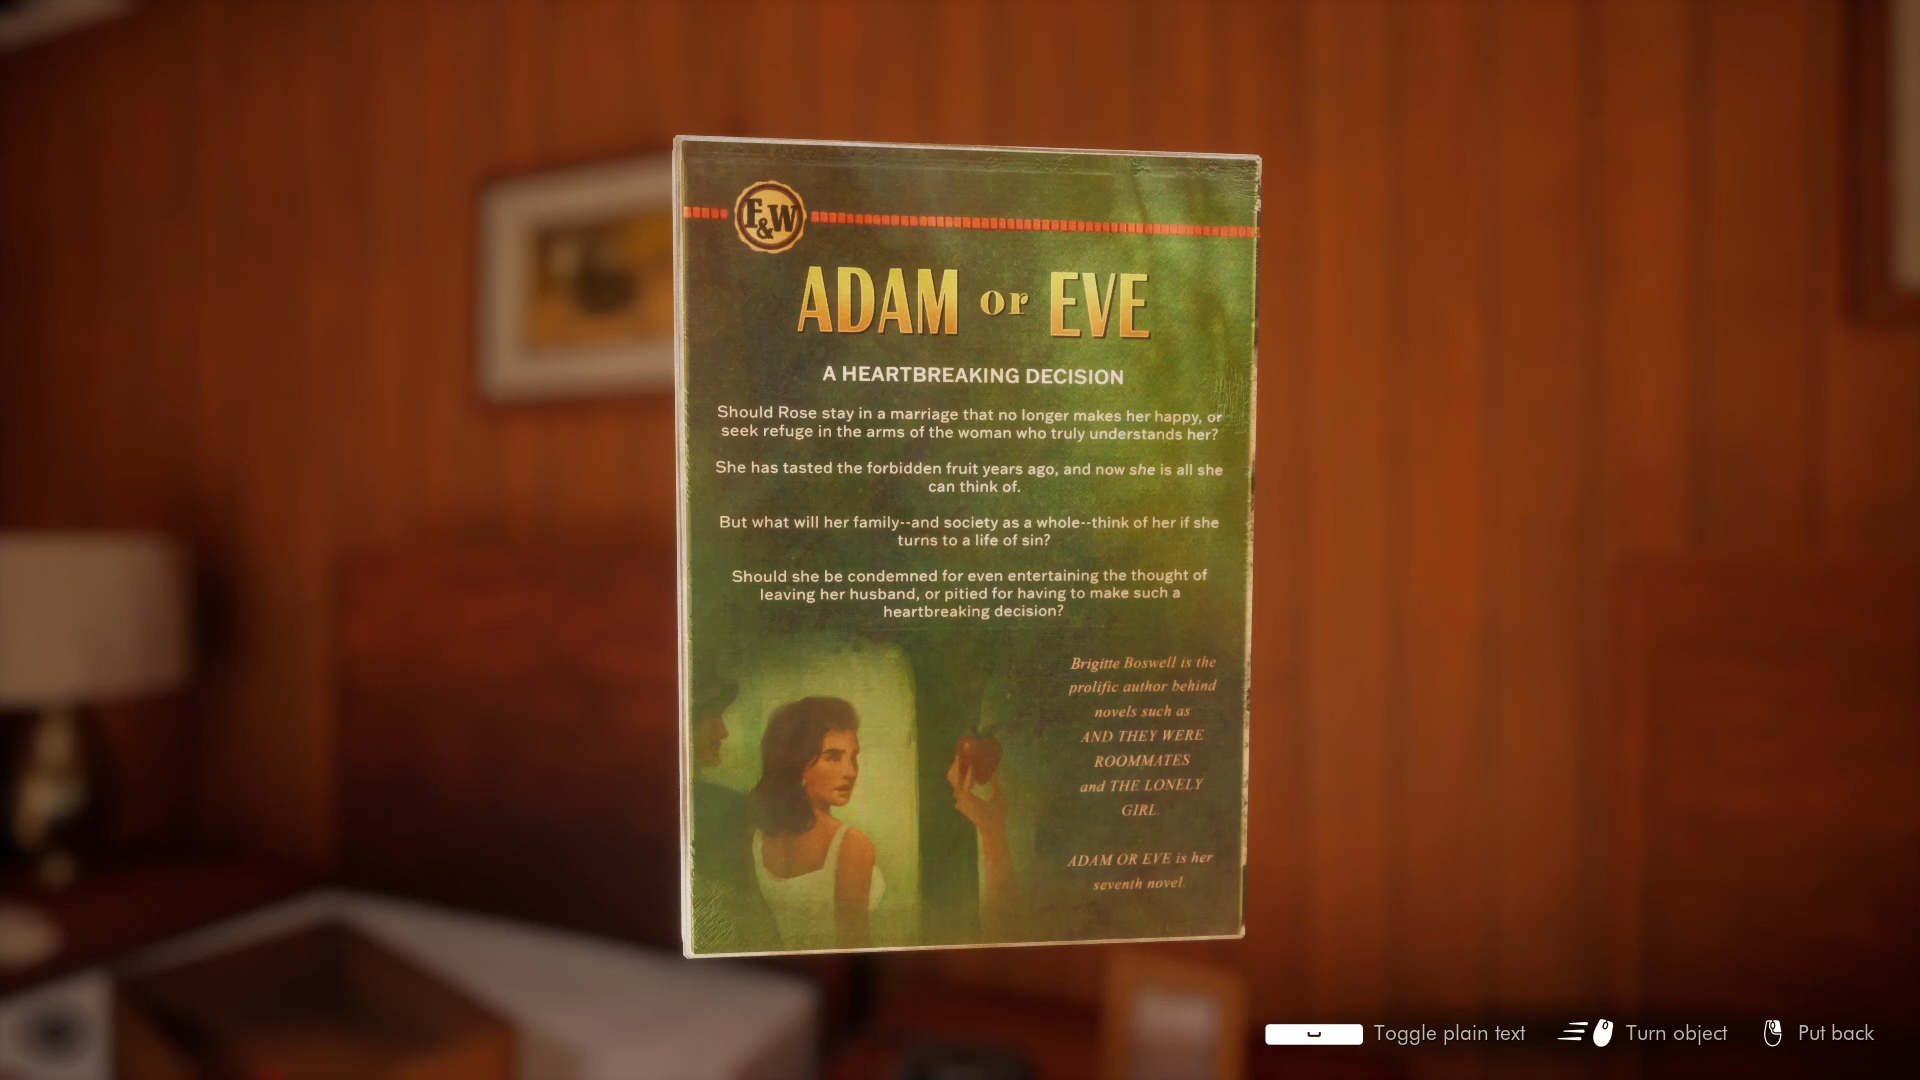 F&W
ADAM or EVE
A HEARTBREAKING DECISION
Should Rose stay in a marriage that no longer makes her happy, or
seek refuge in the arms of the woman who truly understands her?
She has tasted the forbidden fruit years ago, and now she is all she
can think of.
But what will her family--and society as a whole--think of her if she
turns to a life of sin?
Should she be condemned for even entertaining the thought of
leaving her husband, or pitied for having to make such a
heartbreaking decision?
Brigitte Boswell is the
prolific author behind
novels such as
AND THEY WERE
ROOMMATES
and THE LONELY
GIRL.
ADAM OR EVE is her
seventh novel.
Toggle plain text
Turn object
Put back